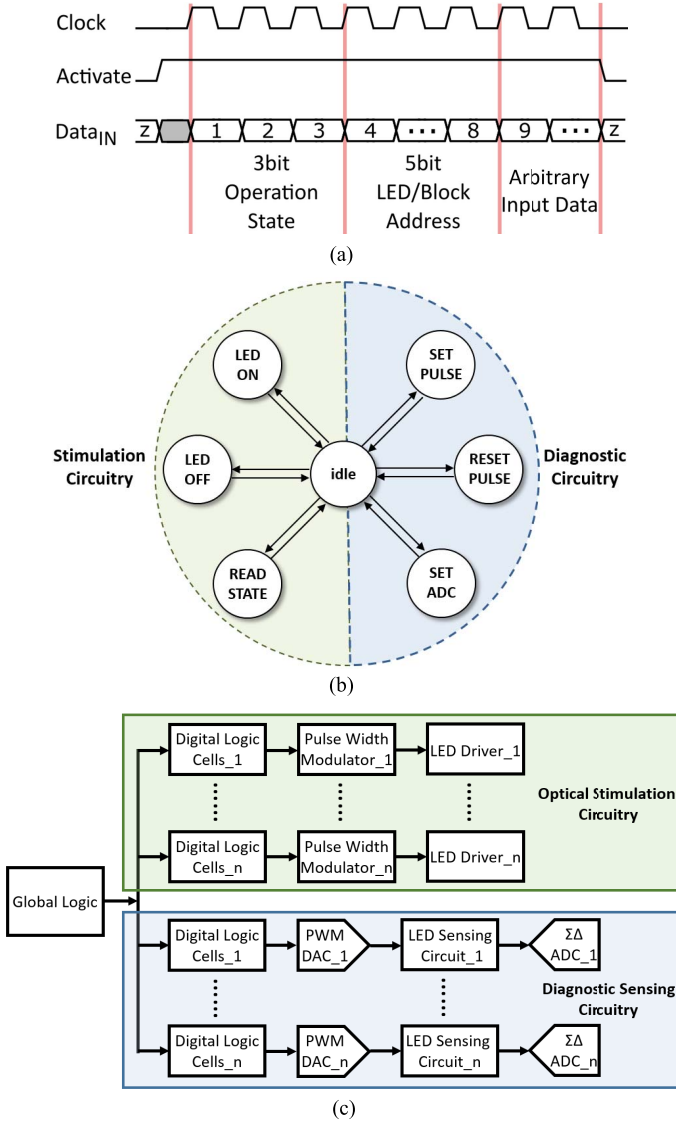 Clock
Activate
DataIN
z 1 2 3 4 ... 8 9 ... z
3bit
Operation
State
5bit
LED/Block
Address
Arbitrary
Input Data
(a)
LED
ON
SET
PULSE
Stimulation
Circuitry
LED
OFF
idle
RESET
PULSE
Diagnostic
Circuitry
READ
STATE
SET
ADC
(b)
Digital Logic
Cells_1
Pulse Width
Modulator_1
LED Driver_1
Optical Stimulation
Circuitry
Digital Logic
Cells_n
Pulse Width
Modulator_n
LED Driver_n
Global Logic
Digital Logic
Cells_1
PWM
DAC_1
LED Sensing
Circuit_1
ΣΔ
ADC_1
Diagnostic Sensing
Circuitry
Digital Logic
Cells_n
PWM
DAC_n
LED Sensing
Circuit_n
ΣΔ
ADC_n
(c)